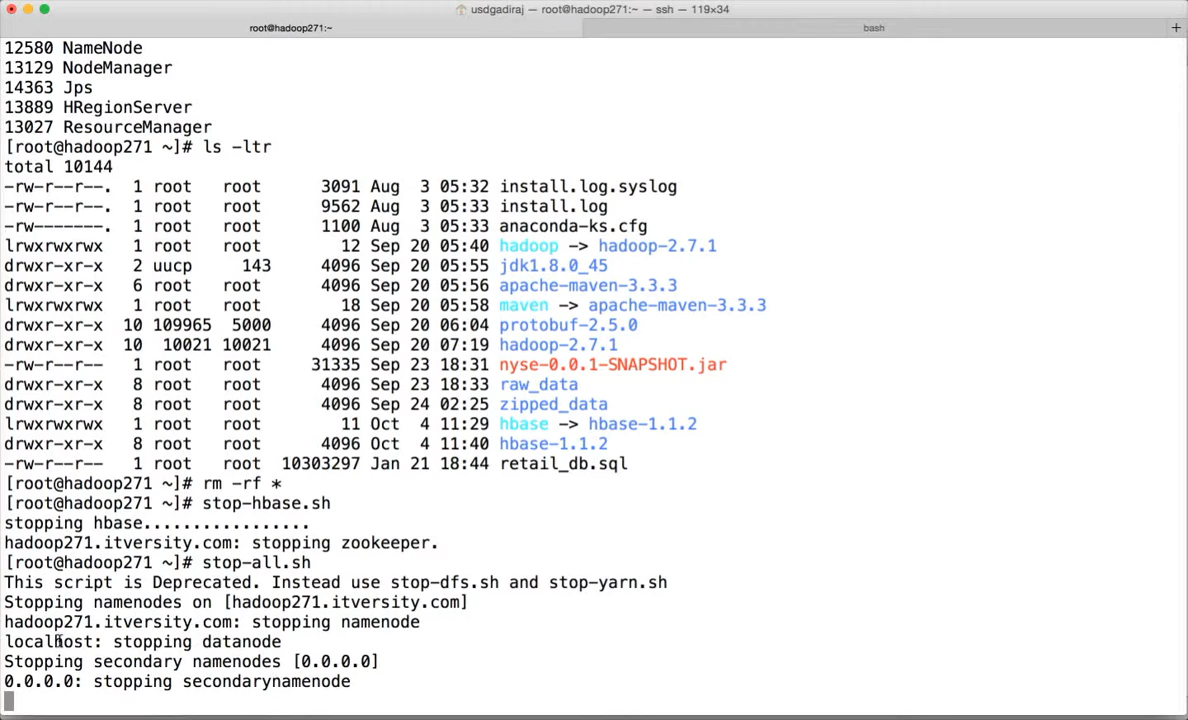 usdgadiraj — root@hadoop271:~ — ssh — 119×34
root@hadoop271:~ bash +
12580 NameNode
13129 NodeManager
14363 Jps
13889 HRegionServer
13027 ResourceManager
[root@hadoop271 ~]# ls -ltr
total 10144
-rw-r--r--. 1 root root 3091 Aug 3 05:32 install.log.syslog
-rw-r--r--. 1 root root 9562 Aug 3 05:33 install.log
-rw-------. 1 root root 1100 Aug 3 05:33 anaconda-ks.cfg
lrwxrwxrwx 1 root root 12 Sep 20 05:40 hadoop -> hadoop-2.7.1
drwxr-xr-x 2 uucp 143 4096 Sep 20 05:55 jdk1.8.0_45
drwxr-xr-x 6 root root 4096 Sep 20 05:56 apache-maven-3.3.3
lrwxrwxrwx 1 root root 18 Sep 20 05:58 maven -> apache-maven-3.3.3
drwxr-xr-x 10 109965 5000 4096 Sep 20 06:04 protobuf-2.5.0
drwxr-xr-x 10 10021 10021 4096 Sep 20 07:19 hadoop-2.7.1
-rw-r--r-- 1 root root 31335 Sep 23 18:31 nyse-0.0.1-SNAPSHOT.jar
drwxr-xr-x 8 root root 4096 Sep 23 18:33 raw_data
drwxr-xr-x 8 root root 4096 Sep 24 02:25 zipped_data
lrwxrwxrwx 1 root root 11 Oct 4 11:29 hbase -> hbase-1.1.2
drwxr-xr-x 8 root root 4096 Oct 4 11:40 hbase-1.1.2
-rw-r--r-- 1 root root 10303297 Jan 21 18:44 retail_db.sql
[root@hadoop271 ~]# rm -rf *
[root@hadoop271 ~]# stop-hbase.sh
stopping hbase.................
hadoop271.itversity.com: stopping zookeeper.
[root@hadoop271 ~]# stop-all.sh
This script is Deprecated. Instead use stop-dfs.sh and stop-yarn.sh
Stopping namenodes on [hadoop271.itversity.com]
hadoop271.itversity.com: stopping namenode
localhost: stopping datanode
Stopping secondary namenodes [0.0.0.0]
0.0.0.0: stopping secondarynamenode